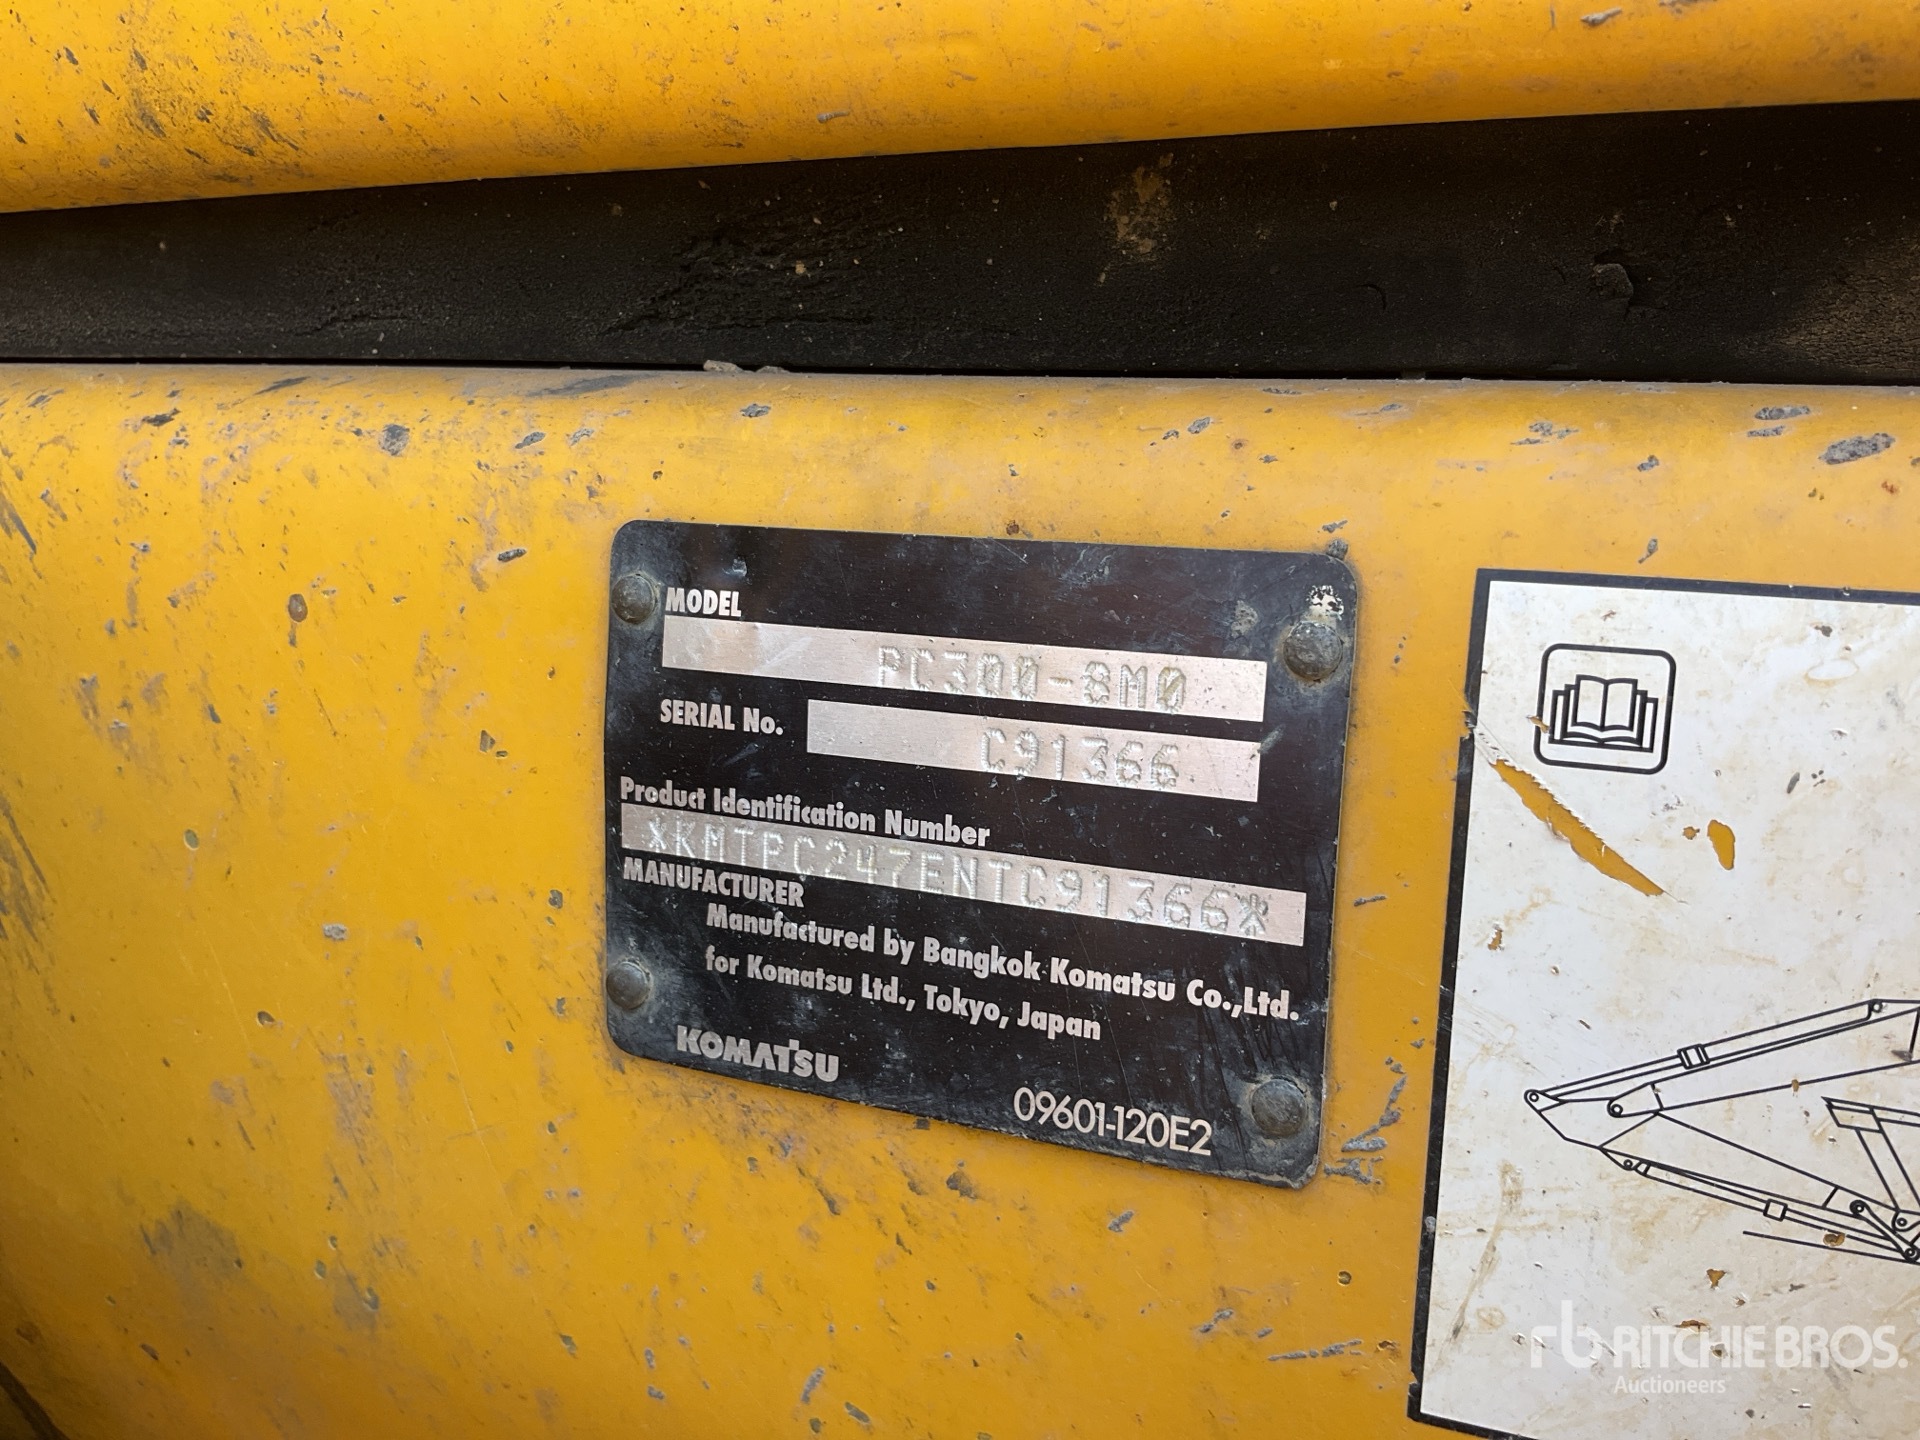 MODEL
PC300-8M0
SERIAL No.
C91366
Product Identification Number
*KMTPC247ENTC91366*
MANUFACTURER
Manufactured by Bangkok Komatsu Co.,Ltd.
for Komatsu Ltd., Tokyo, Japan
KOMATSU
09601-120E2
rb RITCHIE BROS.
Auctioneers